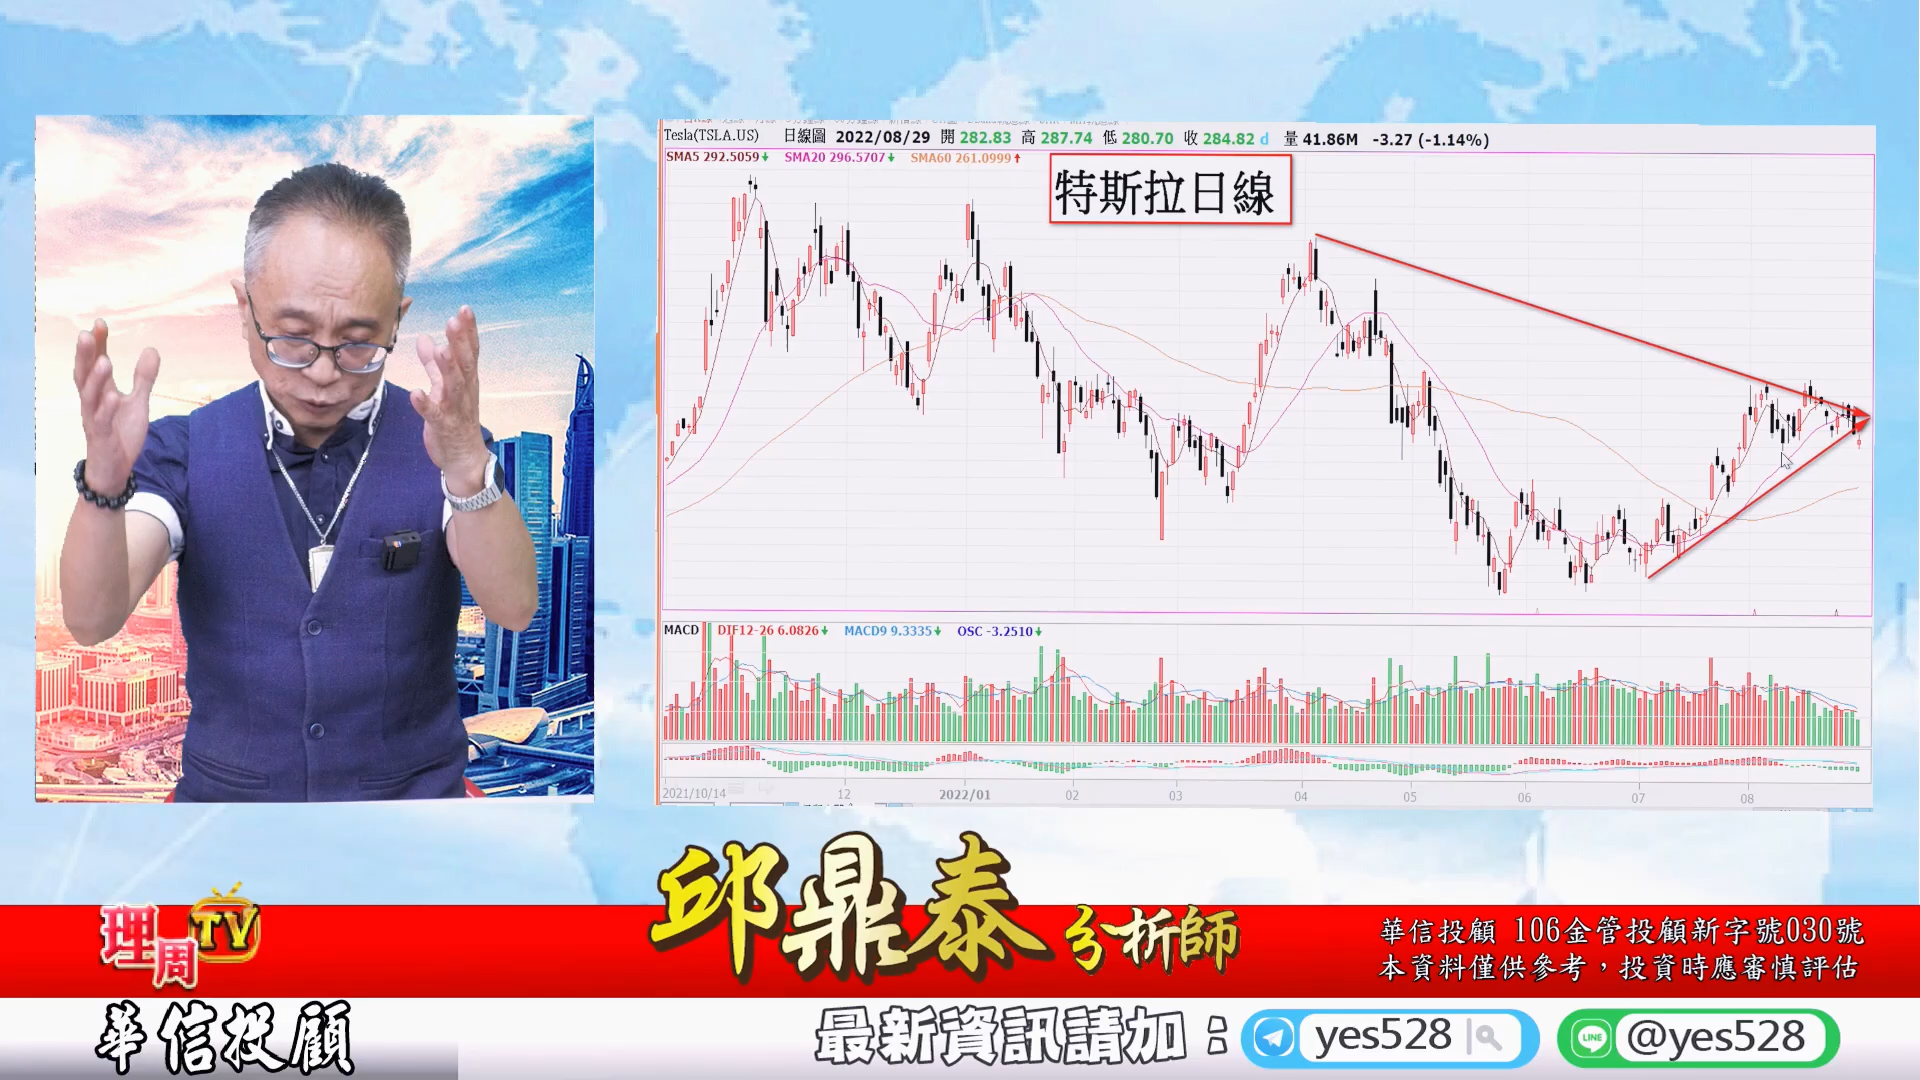 Tesla(TSLA.US) 日線圖 2022/08/29 開 282.83 高 287.74 低 280.70 收 284.82 d 量 41.86M -3.27 (-1.14%)
SMA5 292.5059↓ SMA20 296.5707↓ SMA60 261.0999↑
特斯拉日線
MACD DIF12-26 6.0826↓ MACD9 9.3335↓ OSC -3.2510↓
2021/10/14 12 2022/01 02 03 04 05 06 07 08
理周TV
邱鼎泰 分析師
華信投顧 106金管投顧新字號030號
本資料僅供參考，投資時應審慎評估
華信投顧
最新資訊請加：
yes528
LINE
@yes528